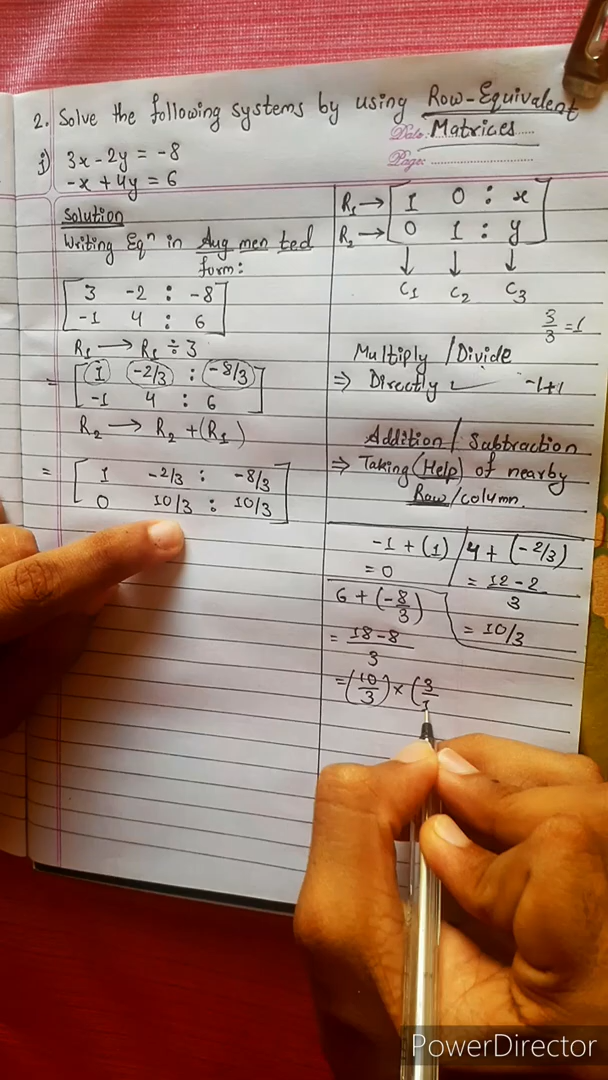 2. Solve the following systems by using Row-Equivalent
Date: Matrices
Page:
i) 3x - 2y = -8
-x + 4y = 6
Solution
Writing Eqⁿ in Aug men ted
form:
[ 3 -2 : -8 ]
[ -1 4 : 6 ]
R₁ → R₁ ÷ 3
= [ 1 -2/3 : -8/3 ]
[ -1 4 : 6 ]
R₂ → R₂ + (R₁)
= [ 1 -2/3 : -8/3 ]
[ 0 10/3 : 10/3 ]
R₁ → [ 1 0 : x ]
R₂ → [ 0 1 : y ]
↓ ↓ ↓
C₁ C₂ C₃
3/3 = 1
Multiply / Divide
⇒ Directly ✓ -1+1
Addition / Subtraction
⇒ Taking (Help) of nearby
Row/column.
-1 + (1)
= 0
4 + (-2/3)
= 12 - 2 / 3
= 10/3
6 + (-8/3)
= 18 - 8 / 3
= (10/3) × (3/1
PowerDirector